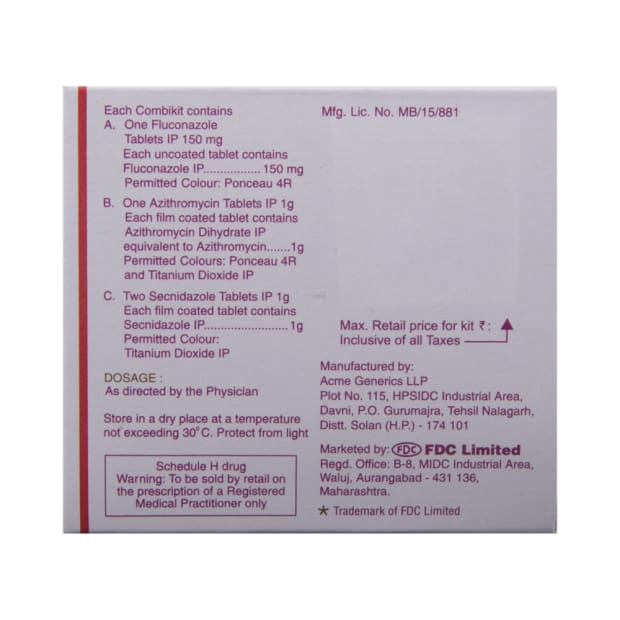 Each Combikit contains
A. One Fluconazole
Tablets IP 150 mg
Each uncoated tablet contains
Fluconazole IP................. 150 mg
Permitted Colour: Ponceau 4R
B. One Azithromycin Tablets IP 1g
Each film coated tablet contains
Azithromycin Dihydrate IP
equivalent to Azithromycin.......1g
Permitted Colours: Ponceau 4R
and Titanium Dioxide IP
C. Two Secnidazole Tablets IP 1g
Each film coated tablet contains
Secnidazole IP.........................1g
Permitted Colour:
Titanium Dioxide IP
DOSAGE :
As directed by the Physician
Store in a dry place at a temperature
not exceeding 30°C. Protect from light
Schedule H drug
Warning: To be sold by retail on
the prescription of a Registered
Medical Practitioner only
Mfg. Lic. No. MB/15/881
Max. Retail price for kit ₹ :
Inclusive of all Taxes
Manufactured by:
Acme Generics LLP
Plot No. 115, HPSIDC Industrial Area,
Davni, P.O. Gurumajra, Tehsil Nalagarh,
Distt. Solan (H.P.) - 174 101
Marketed by: FDC FDC Limited
Regd. Office: B-8, MIDC Industrial Area,
Waluj, Aurangabad - 431 136,
Maharashtra.
* Trademark of FDC Limited